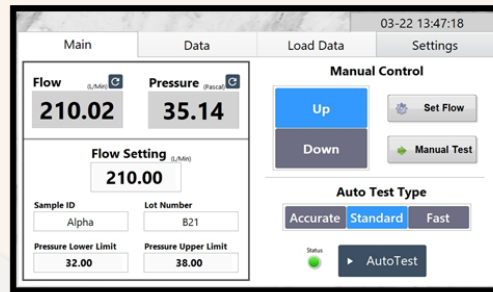 03-22 13:47:18
Main Data Load Data Settings
Flow (L/Min) Pressure (Pascal)
210.02 35.14
Flow Setting (L/Min)
210.00
Sample ID Lot Number
Alpha B21
Pressure Lower Limit Pressure Upper Limit
32.00 38.00
Manual Control
Up Set Flow
Down Manual Test
Auto Test Type
Accurate Standard Fast
Status AutoTest